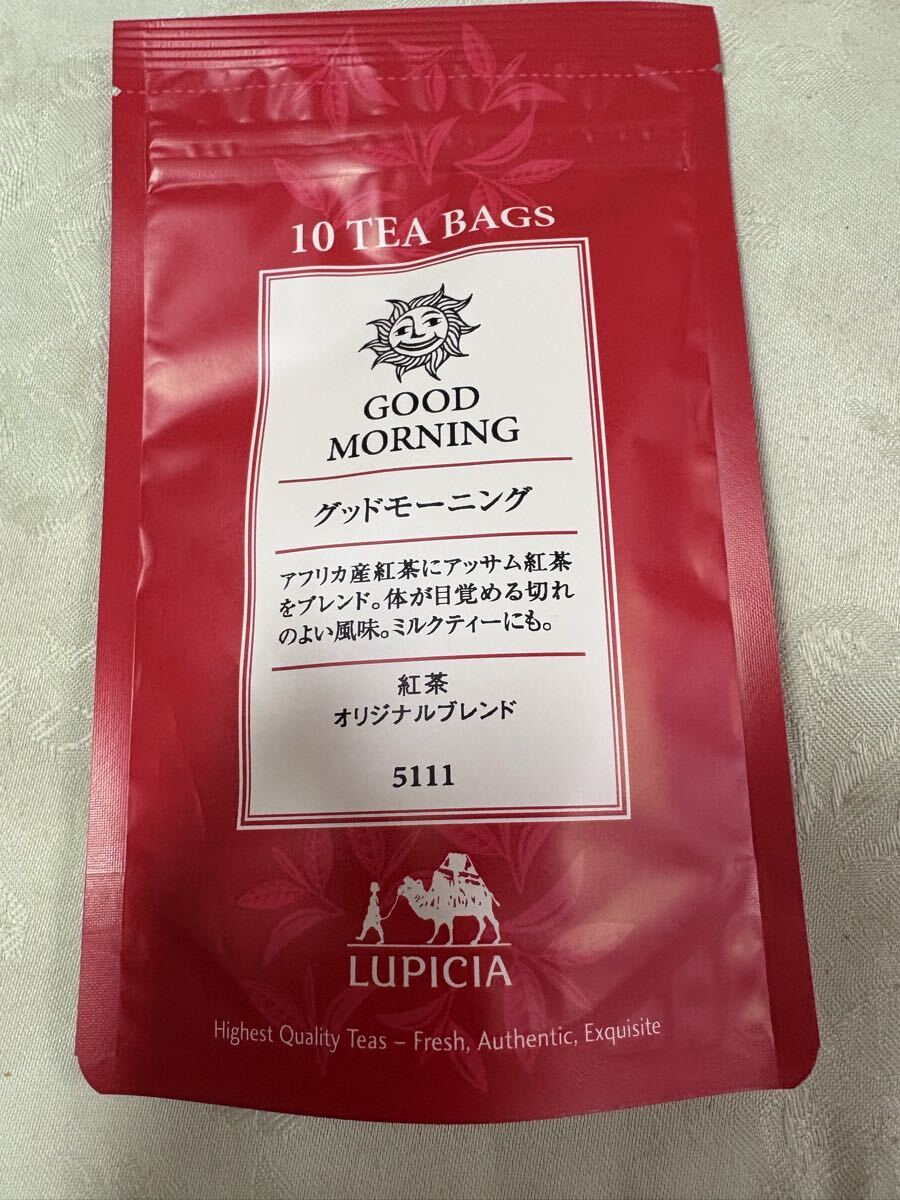 10 TEA BAGS
GOOD
MORNING
グッドモーニング
アフリカ産紅茶にアッサム紅茶
をブレンド。体が目覚める切れ
のよい風味。ミルクティーにも。
紅茶
オリジナルブレンド
5111
LUPICIA
Highest Quality Teas – Fresh, Authentic, Exquisite